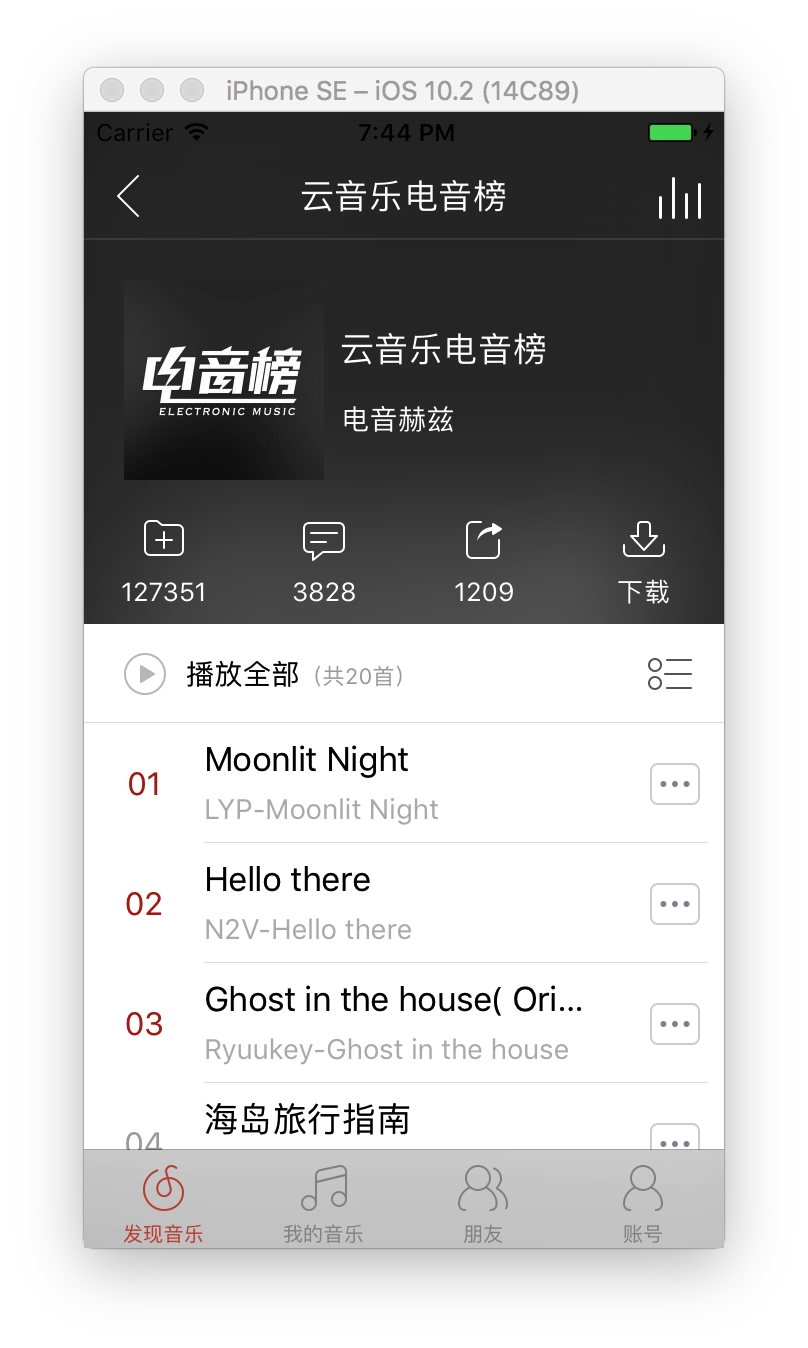 iPhone SE – iOS 10.2 (14C89)
Carrier 7:44 PM
云音乐电音榜
电音榜
ELECTRONIC MUSIC
云音乐电音榜
电音赫兹
127351 3828 1209 下载
播放全部 (共20首)
01 Moonlit Night
LYP-Moonlit Night
02 Hello there
N2V-Hello there
03 Ghost in the house( Ori...
Ryuukey-Ghost in the house
04 海岛旅行指南
发现音乐 我的音乐 朋友 账号